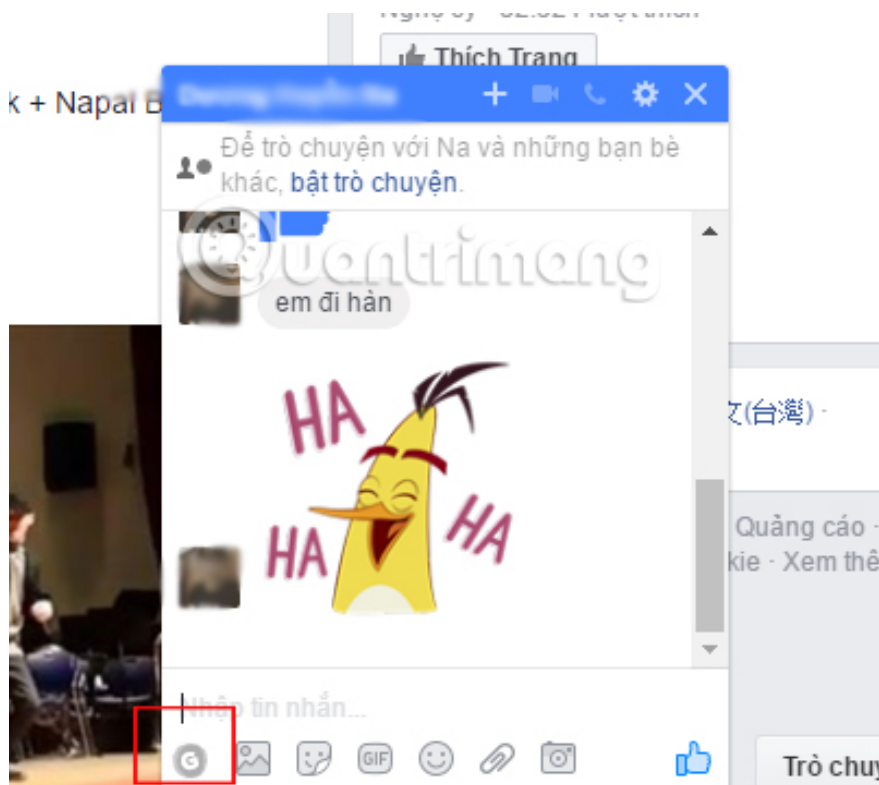 Thích Trang
k + Napal B
Để trò chuyện với Na và những bạn bè
khác, bật trò chuyện.
Quantrimang
em đi hàn
HA
HA
HA
文(台灣) ·
Quảng cáo ·
kie · Xem thê
Nhập tin nhắn...
G
GIF
Trò chuy